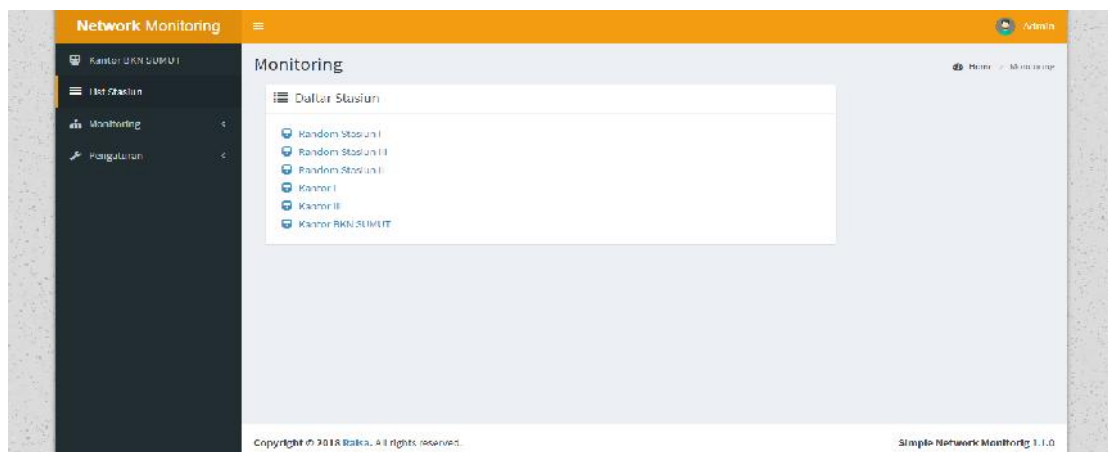 Network Monitoring
Admin
Kantor BKN SUMUT
List Stasiun
Monitoring
Pengaturan
Monitoring
Home / Monitoring
Daftar Stasiun
Random Stasiun I
Random Stasiun III
Random Stasiun II
Kantor I
Kantor III
Kantor BKN SUMUT
Copyright © 2018 Raisa. All rights reserved.
Simple Network Monitorig 1.1.0